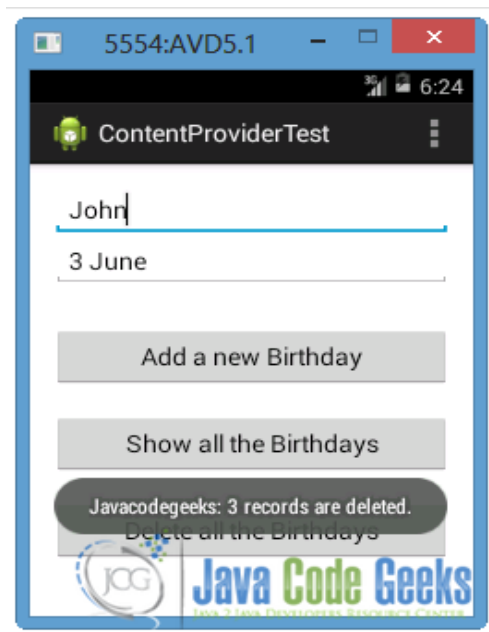 5554:AVD5.1
3G 6:24
ContentProviderTest
John
3 June
Add a new Birthday
Show all the Birthdays
Javacodegeeks: 3 records are deleted.
Delete all the Birthdays
JCG
Java Code Geeks
JAVA 2 JAVA DEVELOPERS RESOURCE CENTER